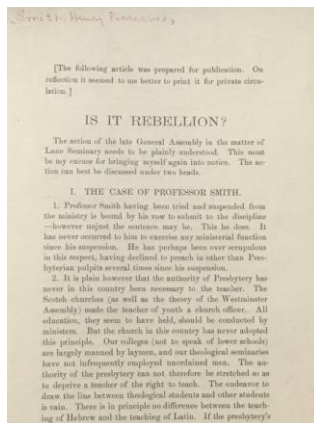 Smith, Henry Preserved,
[The following article was prepared for publication. On
reflection it seemed to me better to print it for private circu-
lation.]
IS IT REBELLION?
The action of the late General Assembly in the matter of
Lane Seminary needs to be plainly understood. This must
be my excuse for bringing myself again into notice. The ac-
tion can best be discussed under two heads.
I. THE CASE OF PROFESSOR SMITH.
1. Professor Smith having been tried and suspended from
the ministry is bound by his vow to submit to the discipline
—however unjust the sentence may be. This he does. It
has never occurred to him to exercise any ministerial function
since his suspension. He has perhaps been over scrupulous
in this respect, having declined to preach in other than Pres-
byterian pulpits several times since his suspension.
2. It is plain however that the authority of Presbytery has
never in this country been necessary to the teacher. The
Scotch churches (as well as the theory of the Westminster
Assembly) made the teacher of youth a church officer. All
education, they seem to have held, should be conducted by
ministers. But the church in this country has never adopted
this principle. Our colleges (not to speak of lower schools)
are largely manned by laymen, and our theological seminaries
have not infrequently employed unordained men. The au-
thority of the presbytery can not therefore be stretched so as
to deprive a teacher of the right to teach. The endeavor to
draw the line between theological students and other students
is vain. There is in principle no difference between the teach-
ing of Hebrew and the teaching of Latin. If the presbytery's